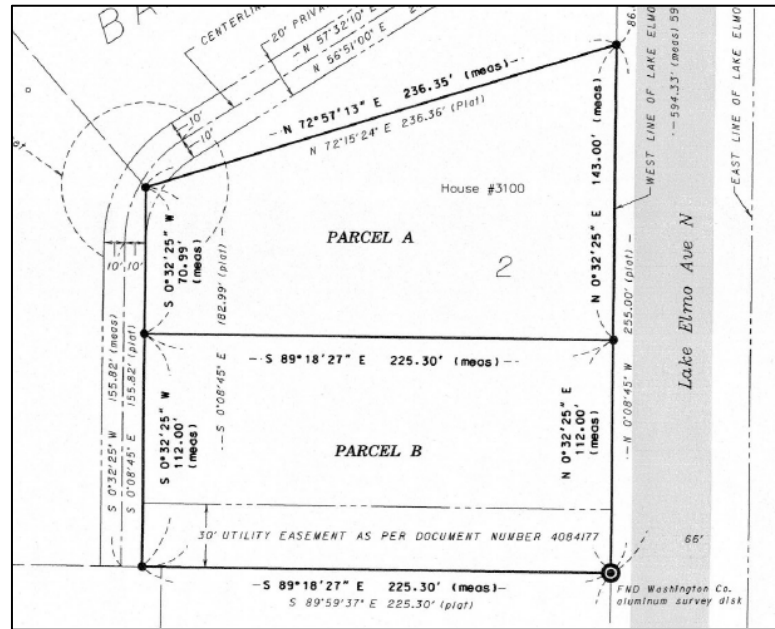 BA
CENTERLINE
20' PRIVA
N 57°32'10" E
N 56°51'00" E
2
86.
10'
10'
N 72°57'13" E 236.35' (meas)
N 72°15'24" E 236.36' (Plat)
House #3100
PARCEL A
2
S 0°32'25" W
70.99'
(meas)
182.99' (plat)
S 0°08'45" E
N 0°32'25" E 143.00' (meas)
WEST LINE OF LAKE ELMO
594.33' (meas) 59
EAST LINE OF LAKE ELMO
10'
10'
255.00' (plat)
N 0°08'45" W
Lake Elmo Ave N
S 89°18'27" E 225.30' (meas)
S 0°32'25" W 155.82' (meas)
S 0°08'45" E 155.82' (plat)
S 0°32'25" W
112.00'
(meas)
PARCEL B
N 0°32'25" E
112.00'
(meas)
30' UTILITY EASEMENT AS PER DOCUMENT NUMBER 4084177
66'
S 89°18'27" E 225.30' (meas)
S 89°59'37" E 225.30' (plat)
FND Washington Co.
aluminum survey disk